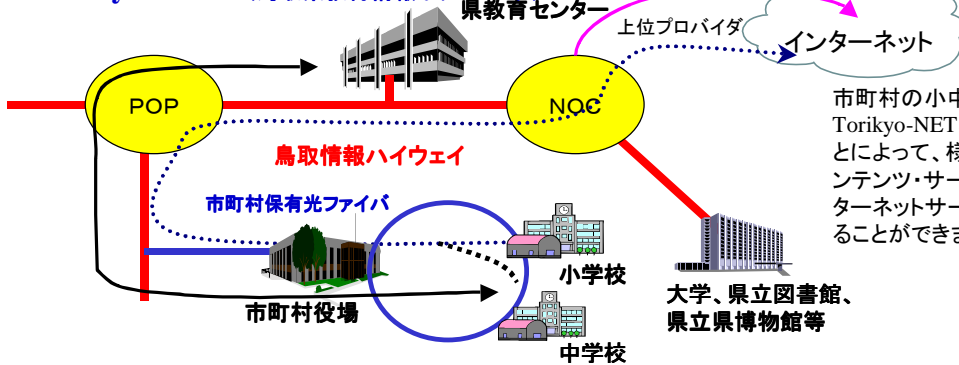 県教育センター
上位プロバイダ
インターネット
POP
NOC
市町村の小中
Torikyo-NET
とによって、様
ンテンツ・サー
ターネットサー
ることができま
鳥取情報ハイウェイ
市町村保有光ファイバ
小学校
市町村役場
大学、県立図書館、
県立県博物館等
中学校